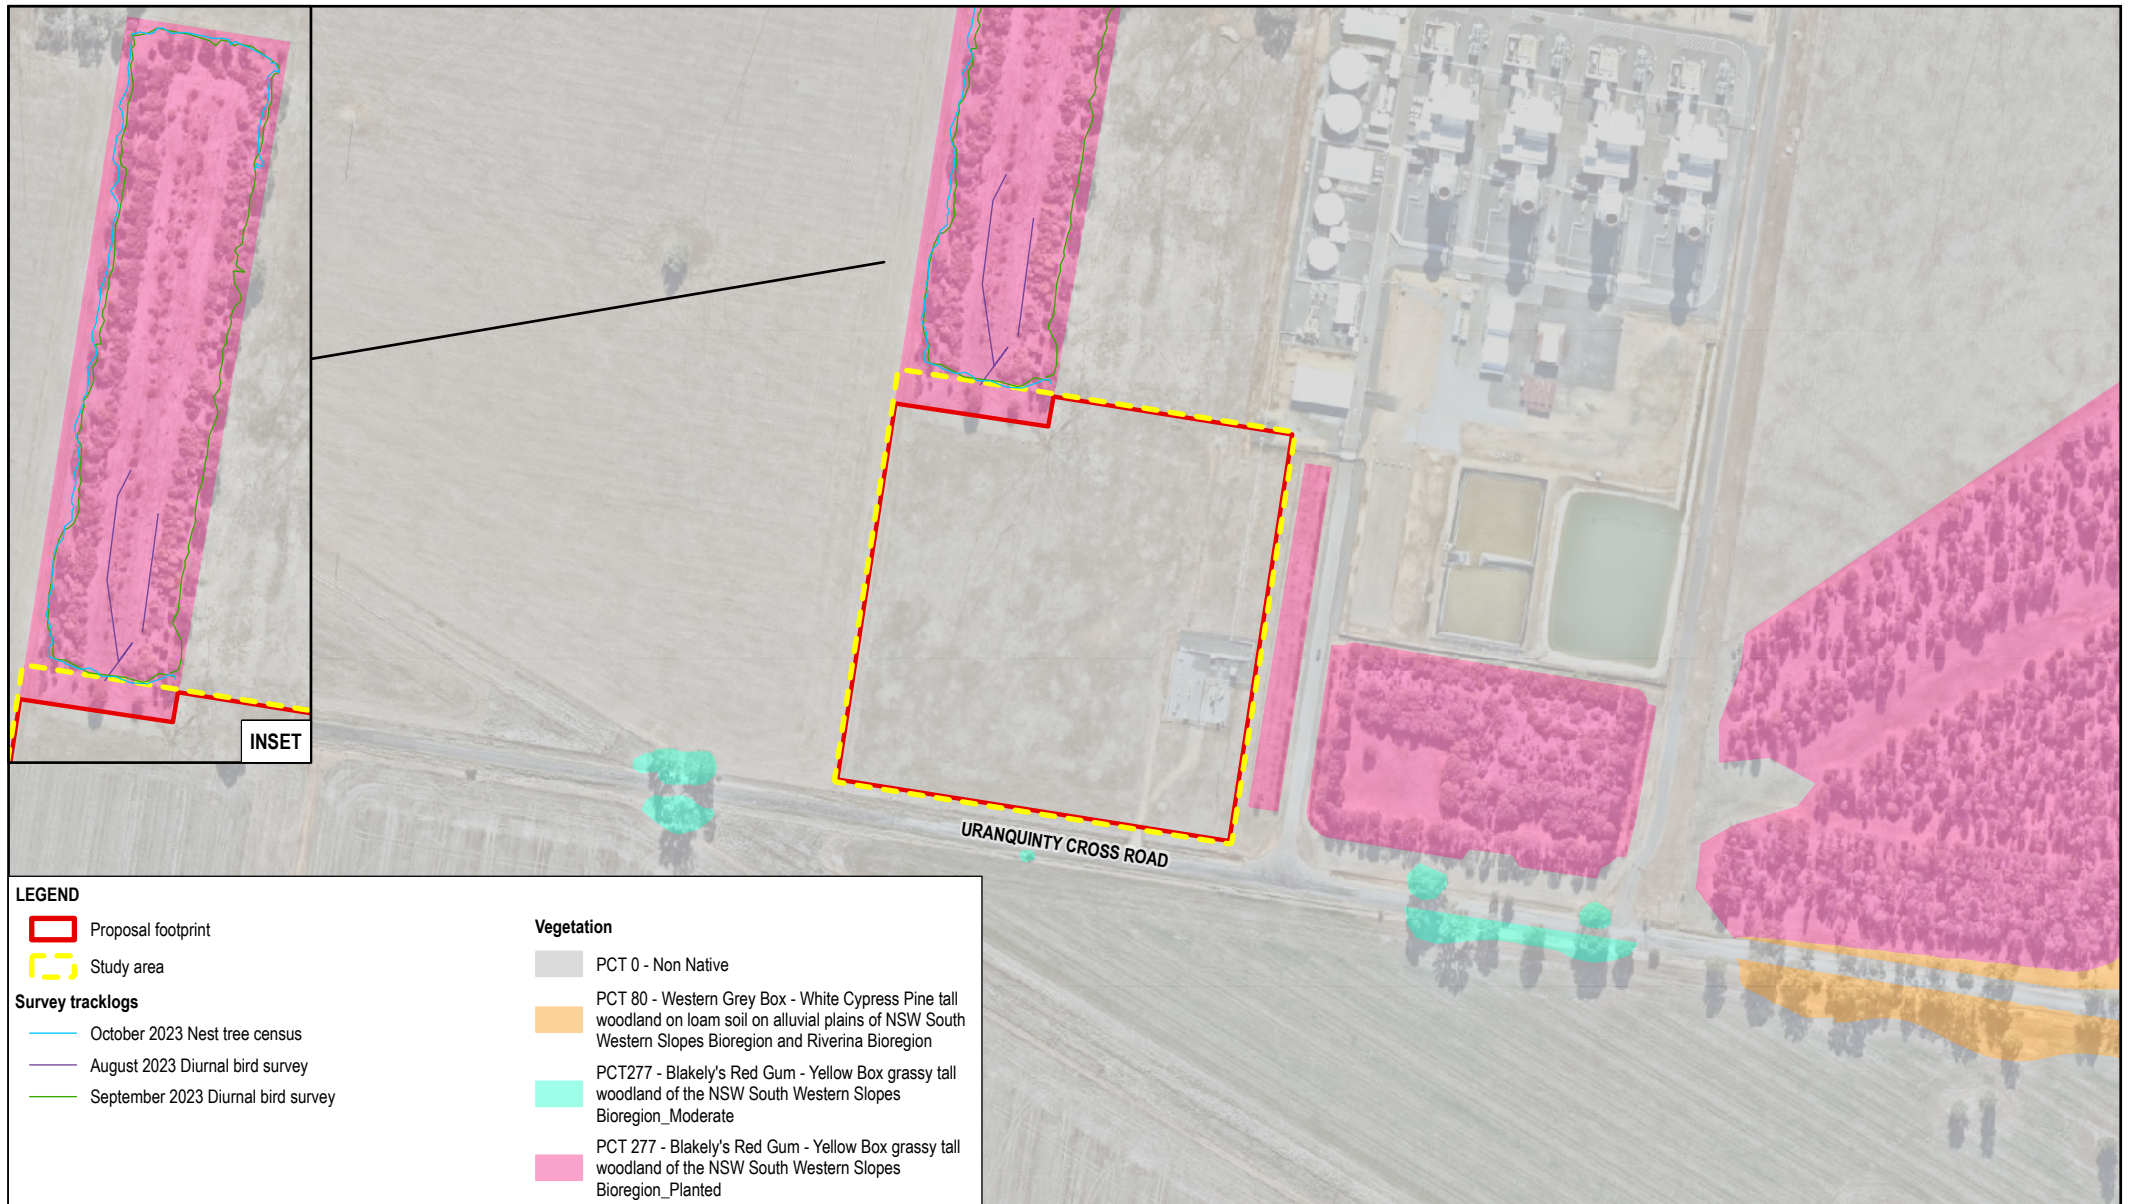 INSET
URANQUINTY CROSS ROAD
LEGEND
Proposal footprint
Study area
Survey tracklogs
October 2023 Nest tree census
August 2023 Diurnal bird survey
September 2023 Diurnal bird survey
Vegetation
PCT 0 - Non Native
PCT 80 - Western Grey Box - White Cypress Pine tall
woodland on loam soil on alluvial plains of NSW South
Western Slopes Bioregion and Riverina Bioregion
PCT277 - Blakely's Red Gum - Yellow Box grassy tall
woodland of the NSW South Western Slopes
Bioregion_Moderate
PCT 277 - Blakely's Red Gum - Yellow Box grassy tall
woodland of the NSW South Western Slopes
Bioregion_Planted